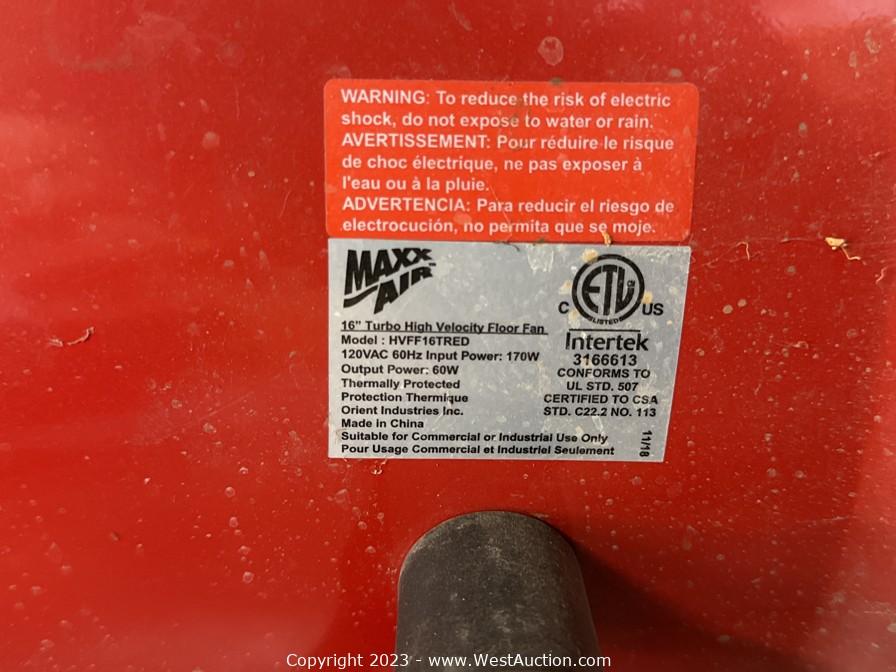 WARNING: To reduce the risk of electric
shock, do not expose to water or rain.
AVERTISSEMENT: Pour réduire le risque
de choc électrique, ne pas exposer à
l'eau ou à la pluie.
ADVERTENCIA: Para reducir el riesgo de
electrocución, no permita que se moje.
MAXX
AIR™
16" Turbo High Velocity Floor Fan
Model : HVFF16TRED
120VAC 60Hz Input Power: 170W
Output Power: 60W
Thermally Protected
Protection Thermique
Orient Industries Inc.
Made in China
Suitable for Commercial or Industrial Use Only
Pour Usage Commercial et Industriel Seulement
C ETL US
LISTED
Intertek
3166613
CONFORMS TO
UL STD. 507
CERTIFIED TO CSA
STD. C22.2 NO. 113
11/18
Copyright 2023 - www.WestAuction.com